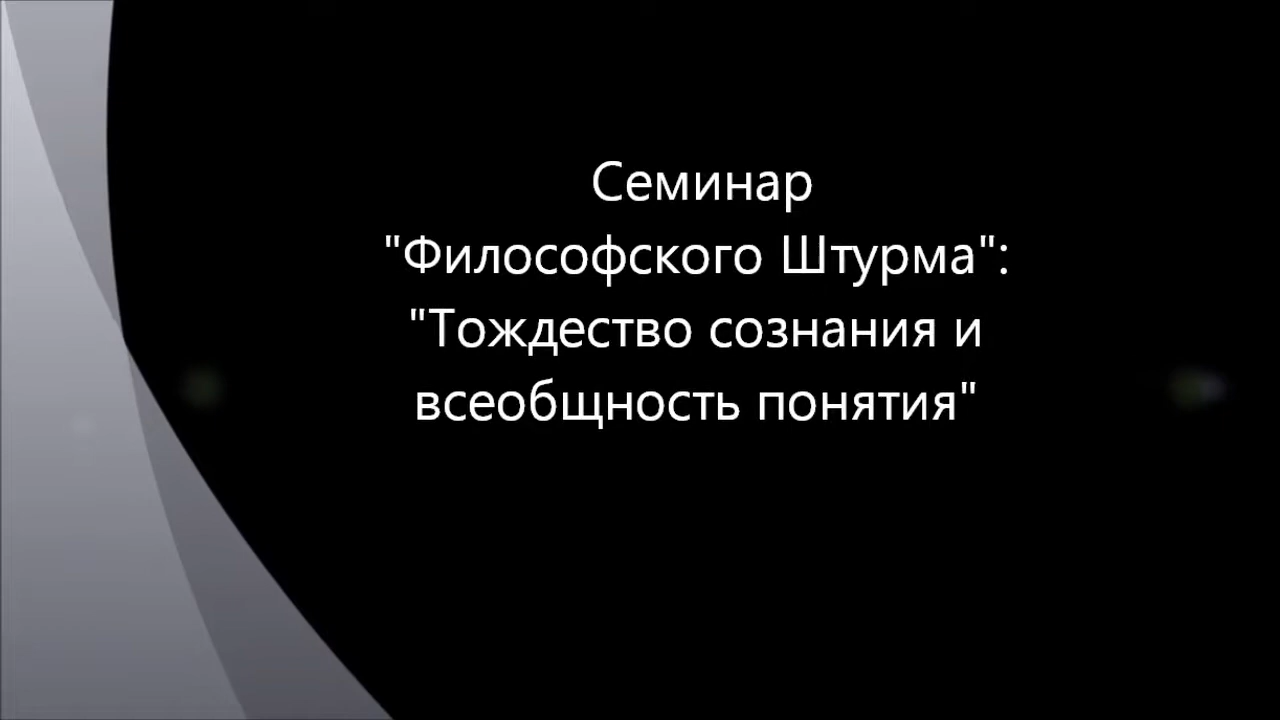 Семинар
"Философского Штурма":
"Тождество сознания и
всеобщность понятия"